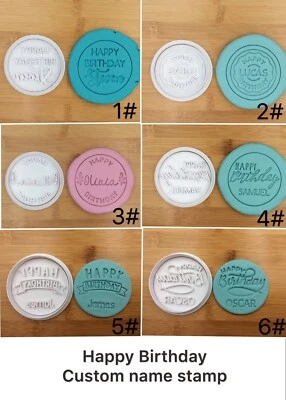 HAPPY
BIRTHDAY
1#
LUCAS
2#
HAPPY
Olivia
BIRTHDAY
3#
HAPPY
Birthday
SAMUEL
4#
HAPPY
BIRTHDAY
James
5#
HAPPY
Birthday
OSCAR
6#
Happy Birthday
Custom name stamp